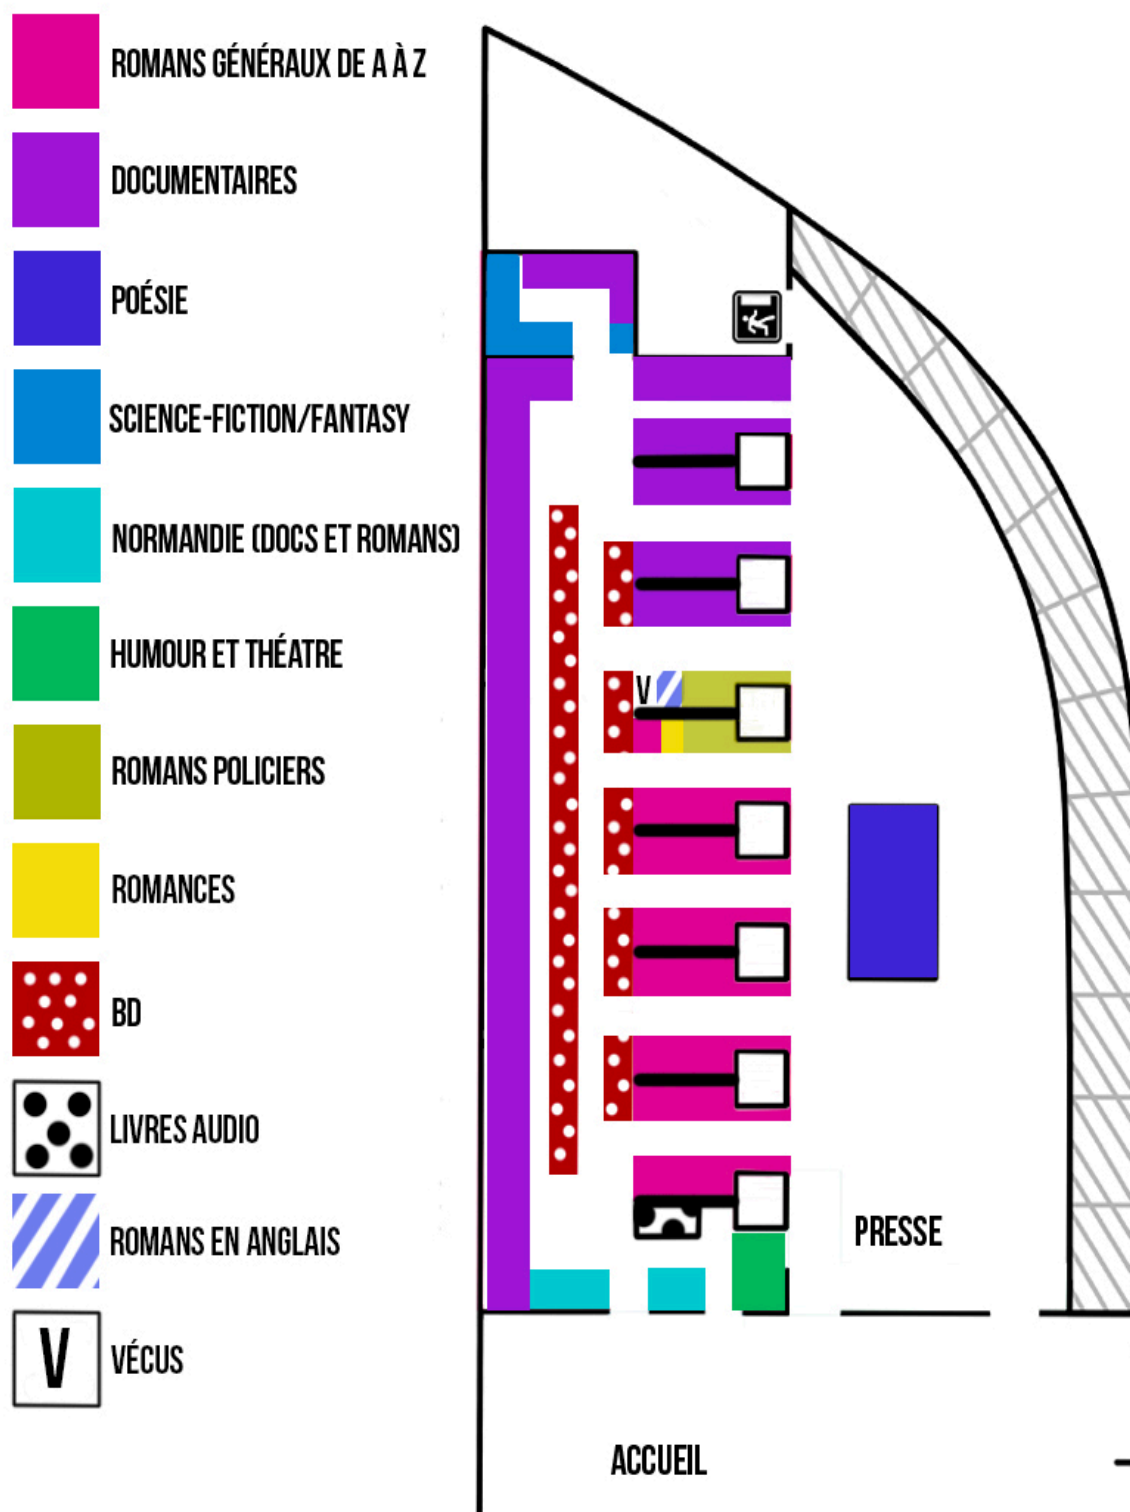 ROMANS GÉNÉRAUX DE A À Z
DOCUMENTAIRES
POÉSIE
SCIENCE-FICTION/FANTASY
NORMANDIE (DOCS ET ROMANS)
HUMOUR ET THÉATRE
ROMANS POLICIERS
ROMANCES
BD
LIVRES AUDIO
ROMANS EN ANGLAIS
V
VÉCUS
V
PRESSE
ACCUEIL